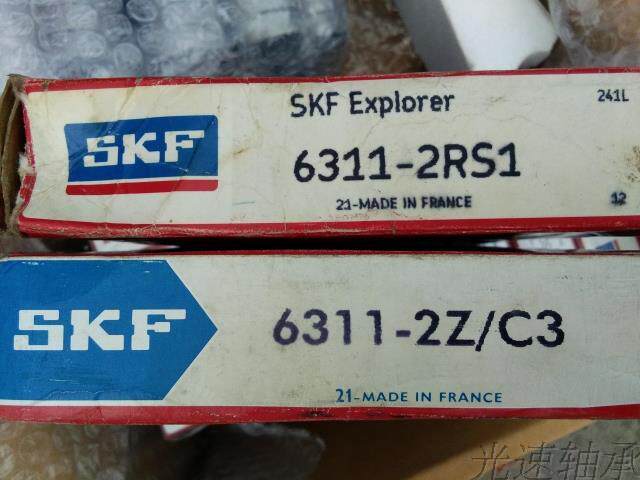 SKF
SKF Explorer
241L
6311-2RS1
21-MADE IN FRANCE
12
SKF
6311-2Z/C3
21-MADE IN FRANCE
光速轴承